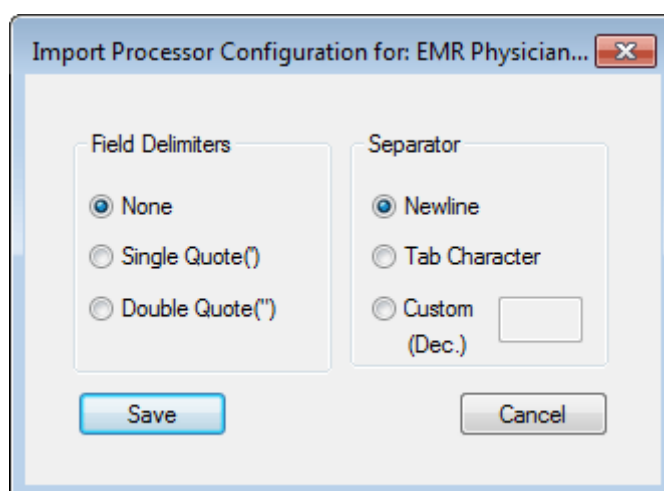 Import Processor Configuration for: EMR Physician...
Field Delimiters
None
Single Quote(')
Double Quote('')
Separator
Newline
Tab Character
Custom
(Dec.)
Save
Cancel